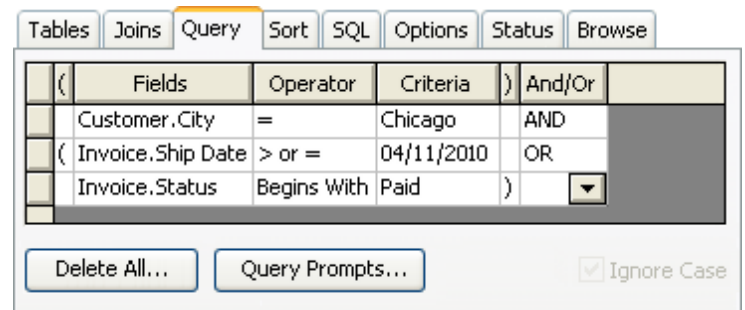 Tables Joins Query Sort SQL Options Status Browse
( Fields Operator Criteria ) And/Or
Customer.City = Chicago AND
( Invoice.Ship Date > or = 04/11/2010 OR
Invoice.Status Begins With Paid )
Delete All... Query Prompts... Ignore Case